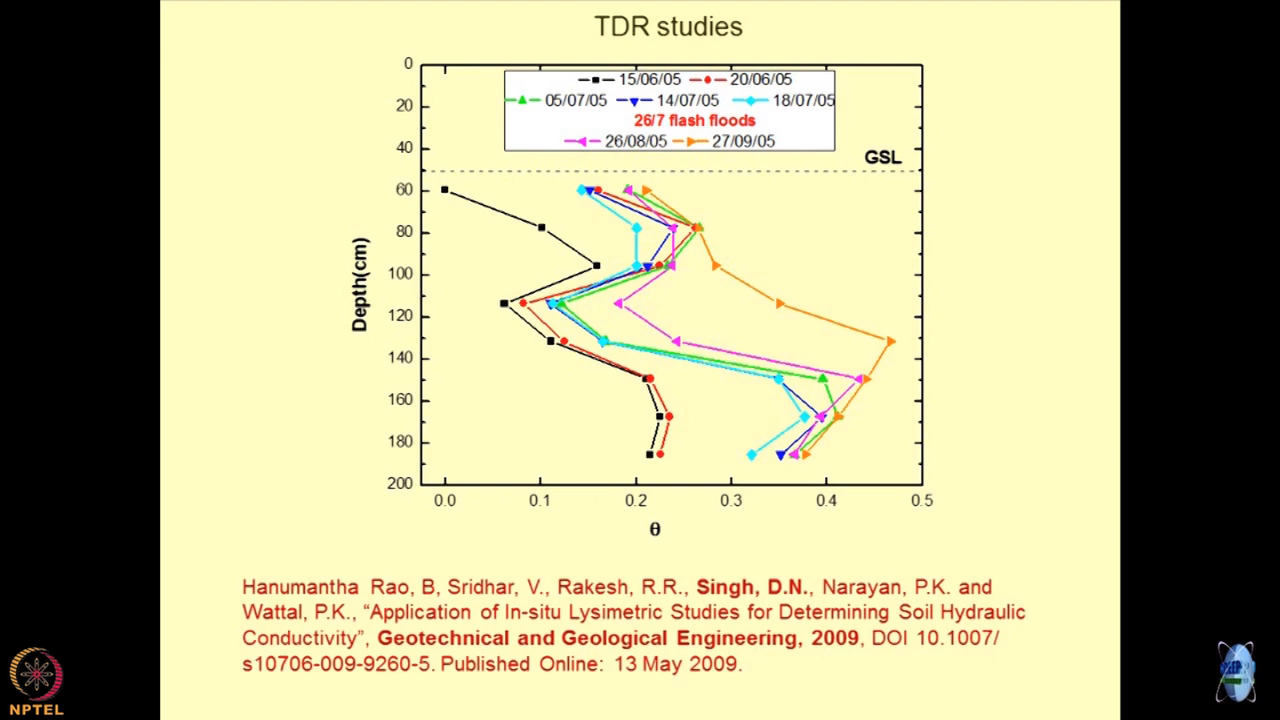 TDR studies
15/06/05 20/06/05
05/07/05 14/07/05 18/07/05
26/7 flash floods
26/08/05 27/09/05
GSL
Depth(cm)
0
20
40
60
80
100
120
140
160
180
200
0.0 0.1 0.2 0.3 0.4 0.5
θ
Hanumantha Rao, B, Sridhar, V., Rakesh, R.R., Singh, D.N., Narayan, P.K. and
Wattal, P.K., “Application of In-situ Lysimetric Studies for Determining Soil Hydraulic
Conductivity”, Geotechnical and Geological Engineering, 2009, DOI 10.1007/
s10706-009-9260-5. Published Online: 13 May 2009.
NPTEL